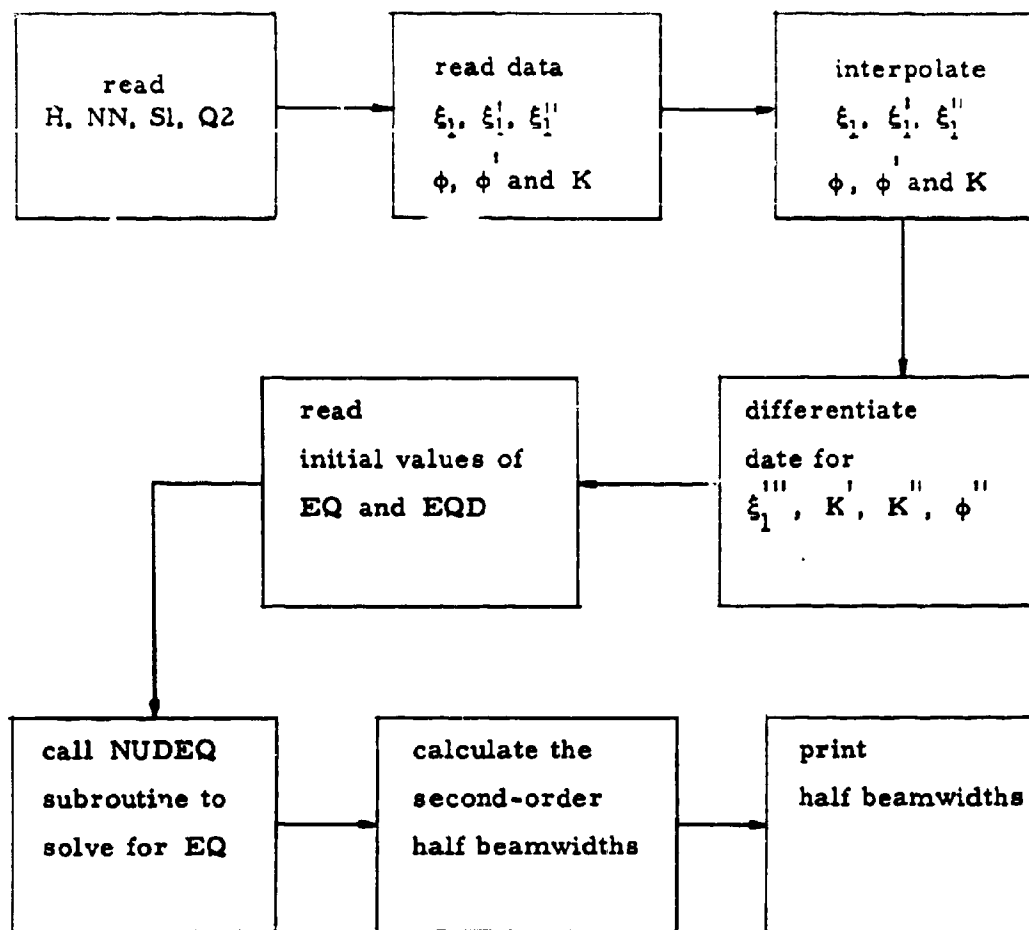 read
H, NN, S1, Q2
read data
ξ₁, ξ₁', ξ₁''
ϕ, ϕ' and K
interpolate
ξ₁, ξ₁', ξ₁''
ϕ, ϕ' and K
differentiate
date for
ξ₁''', K', K'', ϕ''
read
initial values of
EQ and EQD
call NUDEQ
subroutine to
solve for EQ
calculate the
second-order
half beamwidths
print
half beamwidths